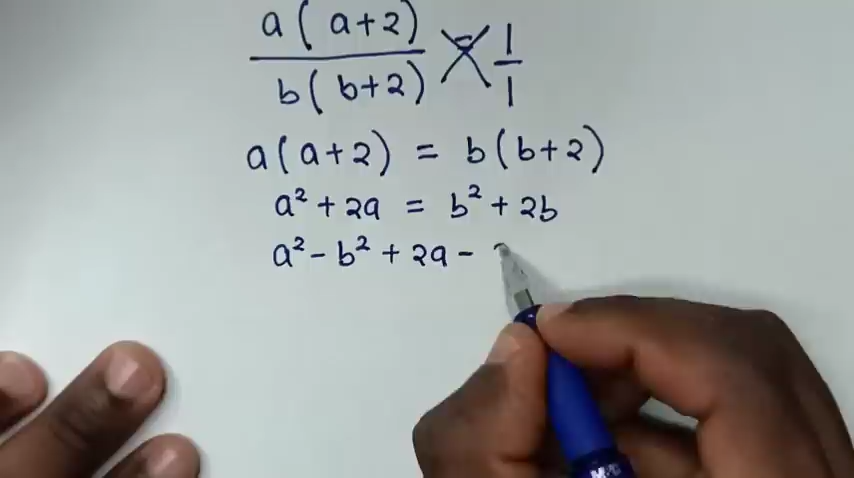 a(a+2)/b(b+2) = 1/1
a(a+2) = b(b+2)
a² + 2a = b² + 2b
a² - b² + 2a -